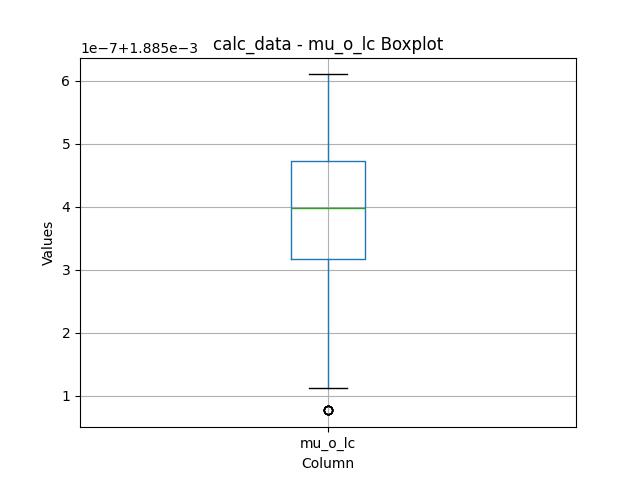 calc_data - mu_o_lc Boxplot
1e-7+1.885e-3
6
5
4
3
2
1
Values
mu_o_lc
Column